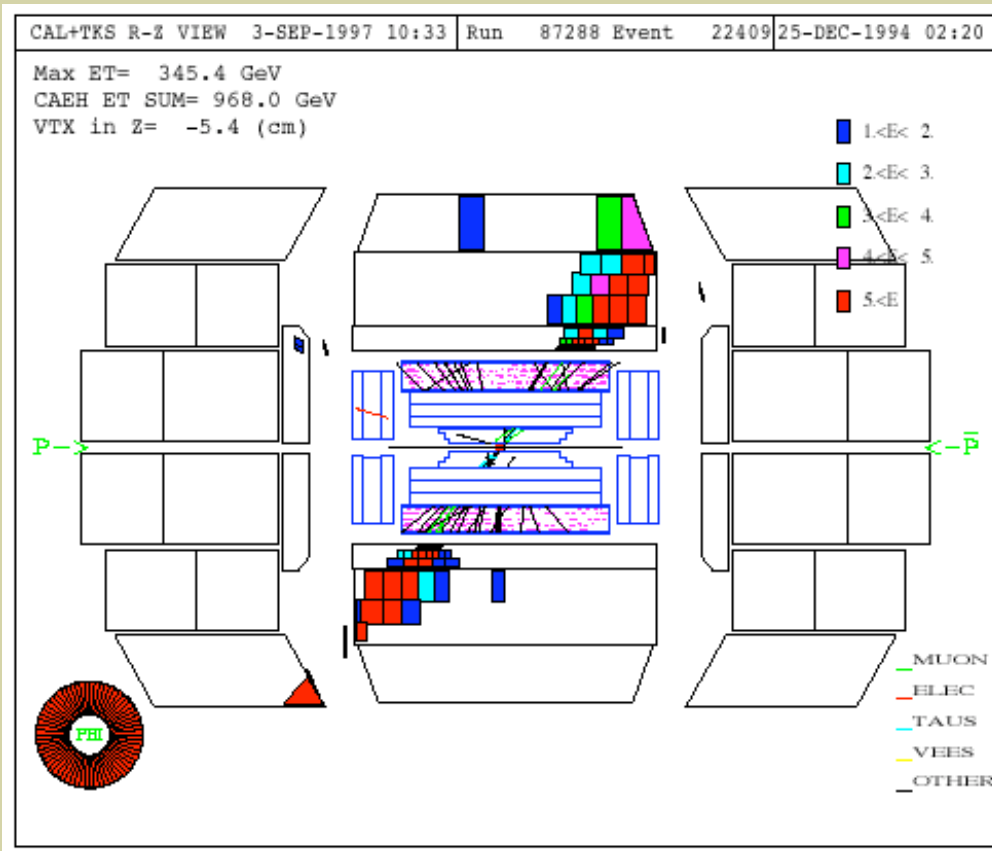 CAL+TKS R-Z VIEW 3-SEP-1997 10:33 Run 87288 Event 22409 25-DEC-1994 02:20
Max ET= 345.4 GeV
CAEH ET SUM= 968.0 GeV
VTX in Z= -5.4 (cm)
1.<E< 2.
2.<E< 3.
3.<E< 4.
4.<E< 5.
5.<E
P->
<-P̅
MUON
ELEC
TAUS
VEES
OTHER
PHI